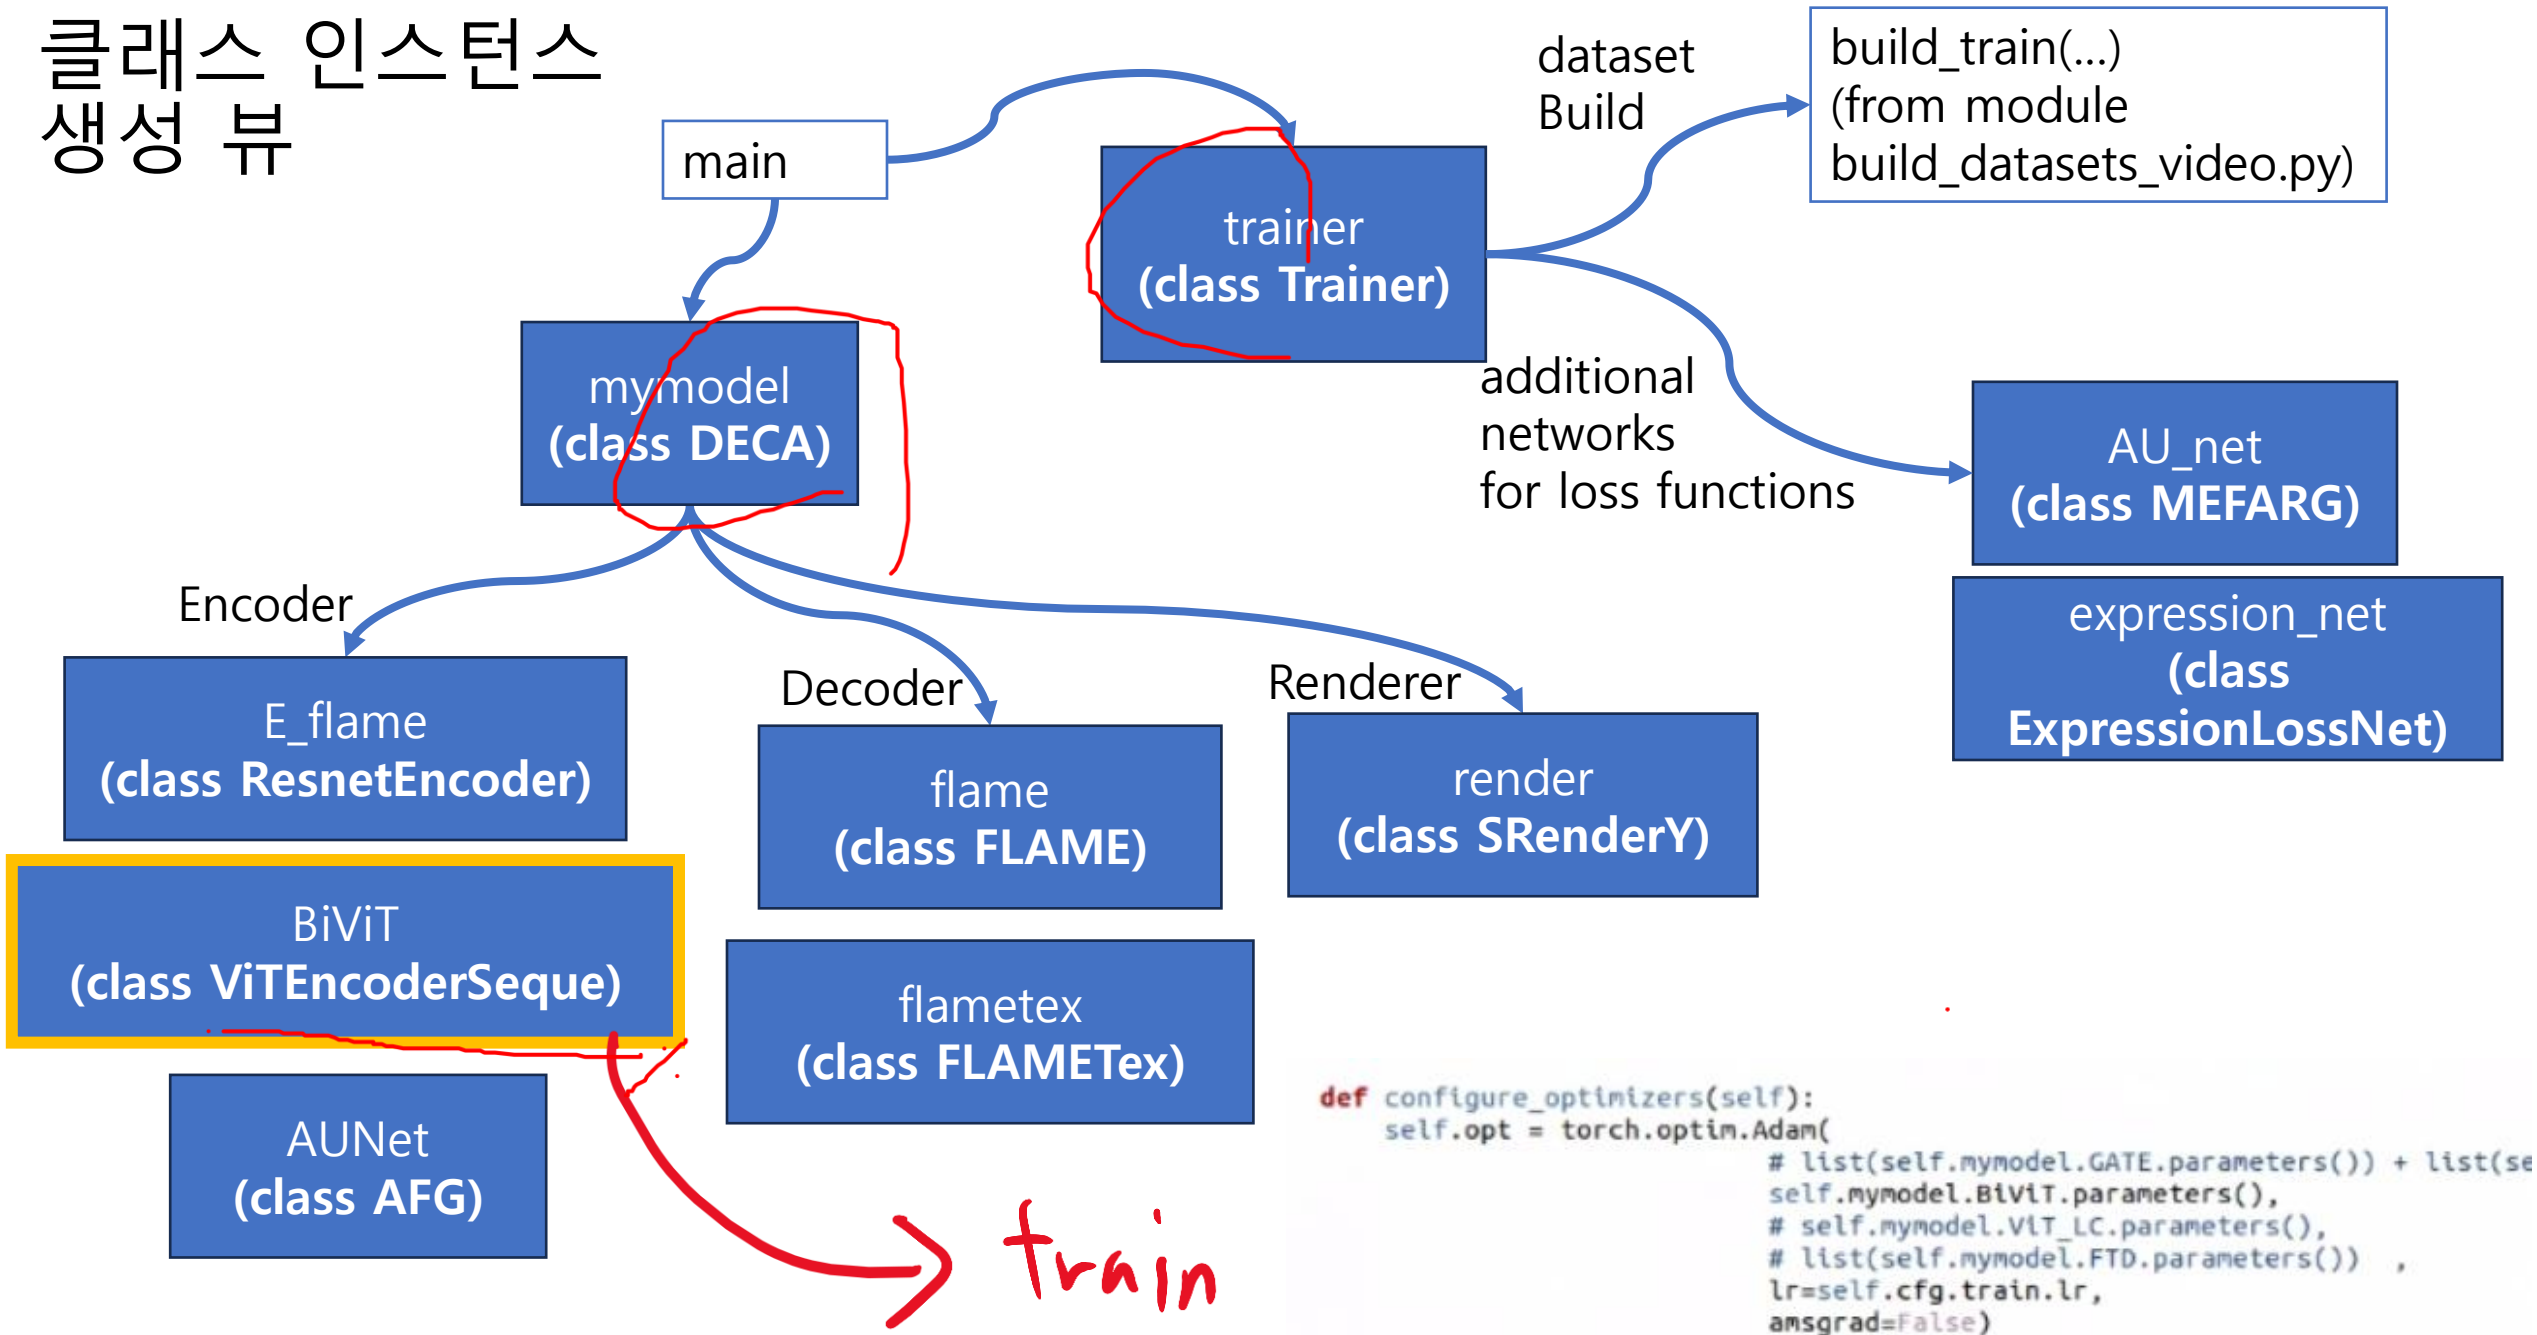 클래스 인스턴스
생성 뷰
main
trainer
(class Trainer)
dataset
Build
build_train(...)
(from module
build_datasets_video.py)
mymodel
(class DECA)
additional
networks
for loss functions
AU_net
(class MEFARG)
expression_net
(class
ExpressionLossNet)
Encoder
Decoder
Renderer
E_flame
(class ResnetEncoder)
flame
(class FLAME)
render
(class SRenderY)
BiViT
(class ViTEncoderSeque)
flametex
(class FLAMETex)
AUNet
(class AFG)
train
def configure_optimizers(self):
self.opt = torch.optim.Adam(
# list(self.mymodel.GATE.parameters()) + list(se
self.mymodel.BiViT.parameters(),
# self.mymodel.ViT_LC.parameters(),
# list(self.mymodel.FTD.parameters()) ,
lr=self.cfg.train.lr,
amsgrad=False)